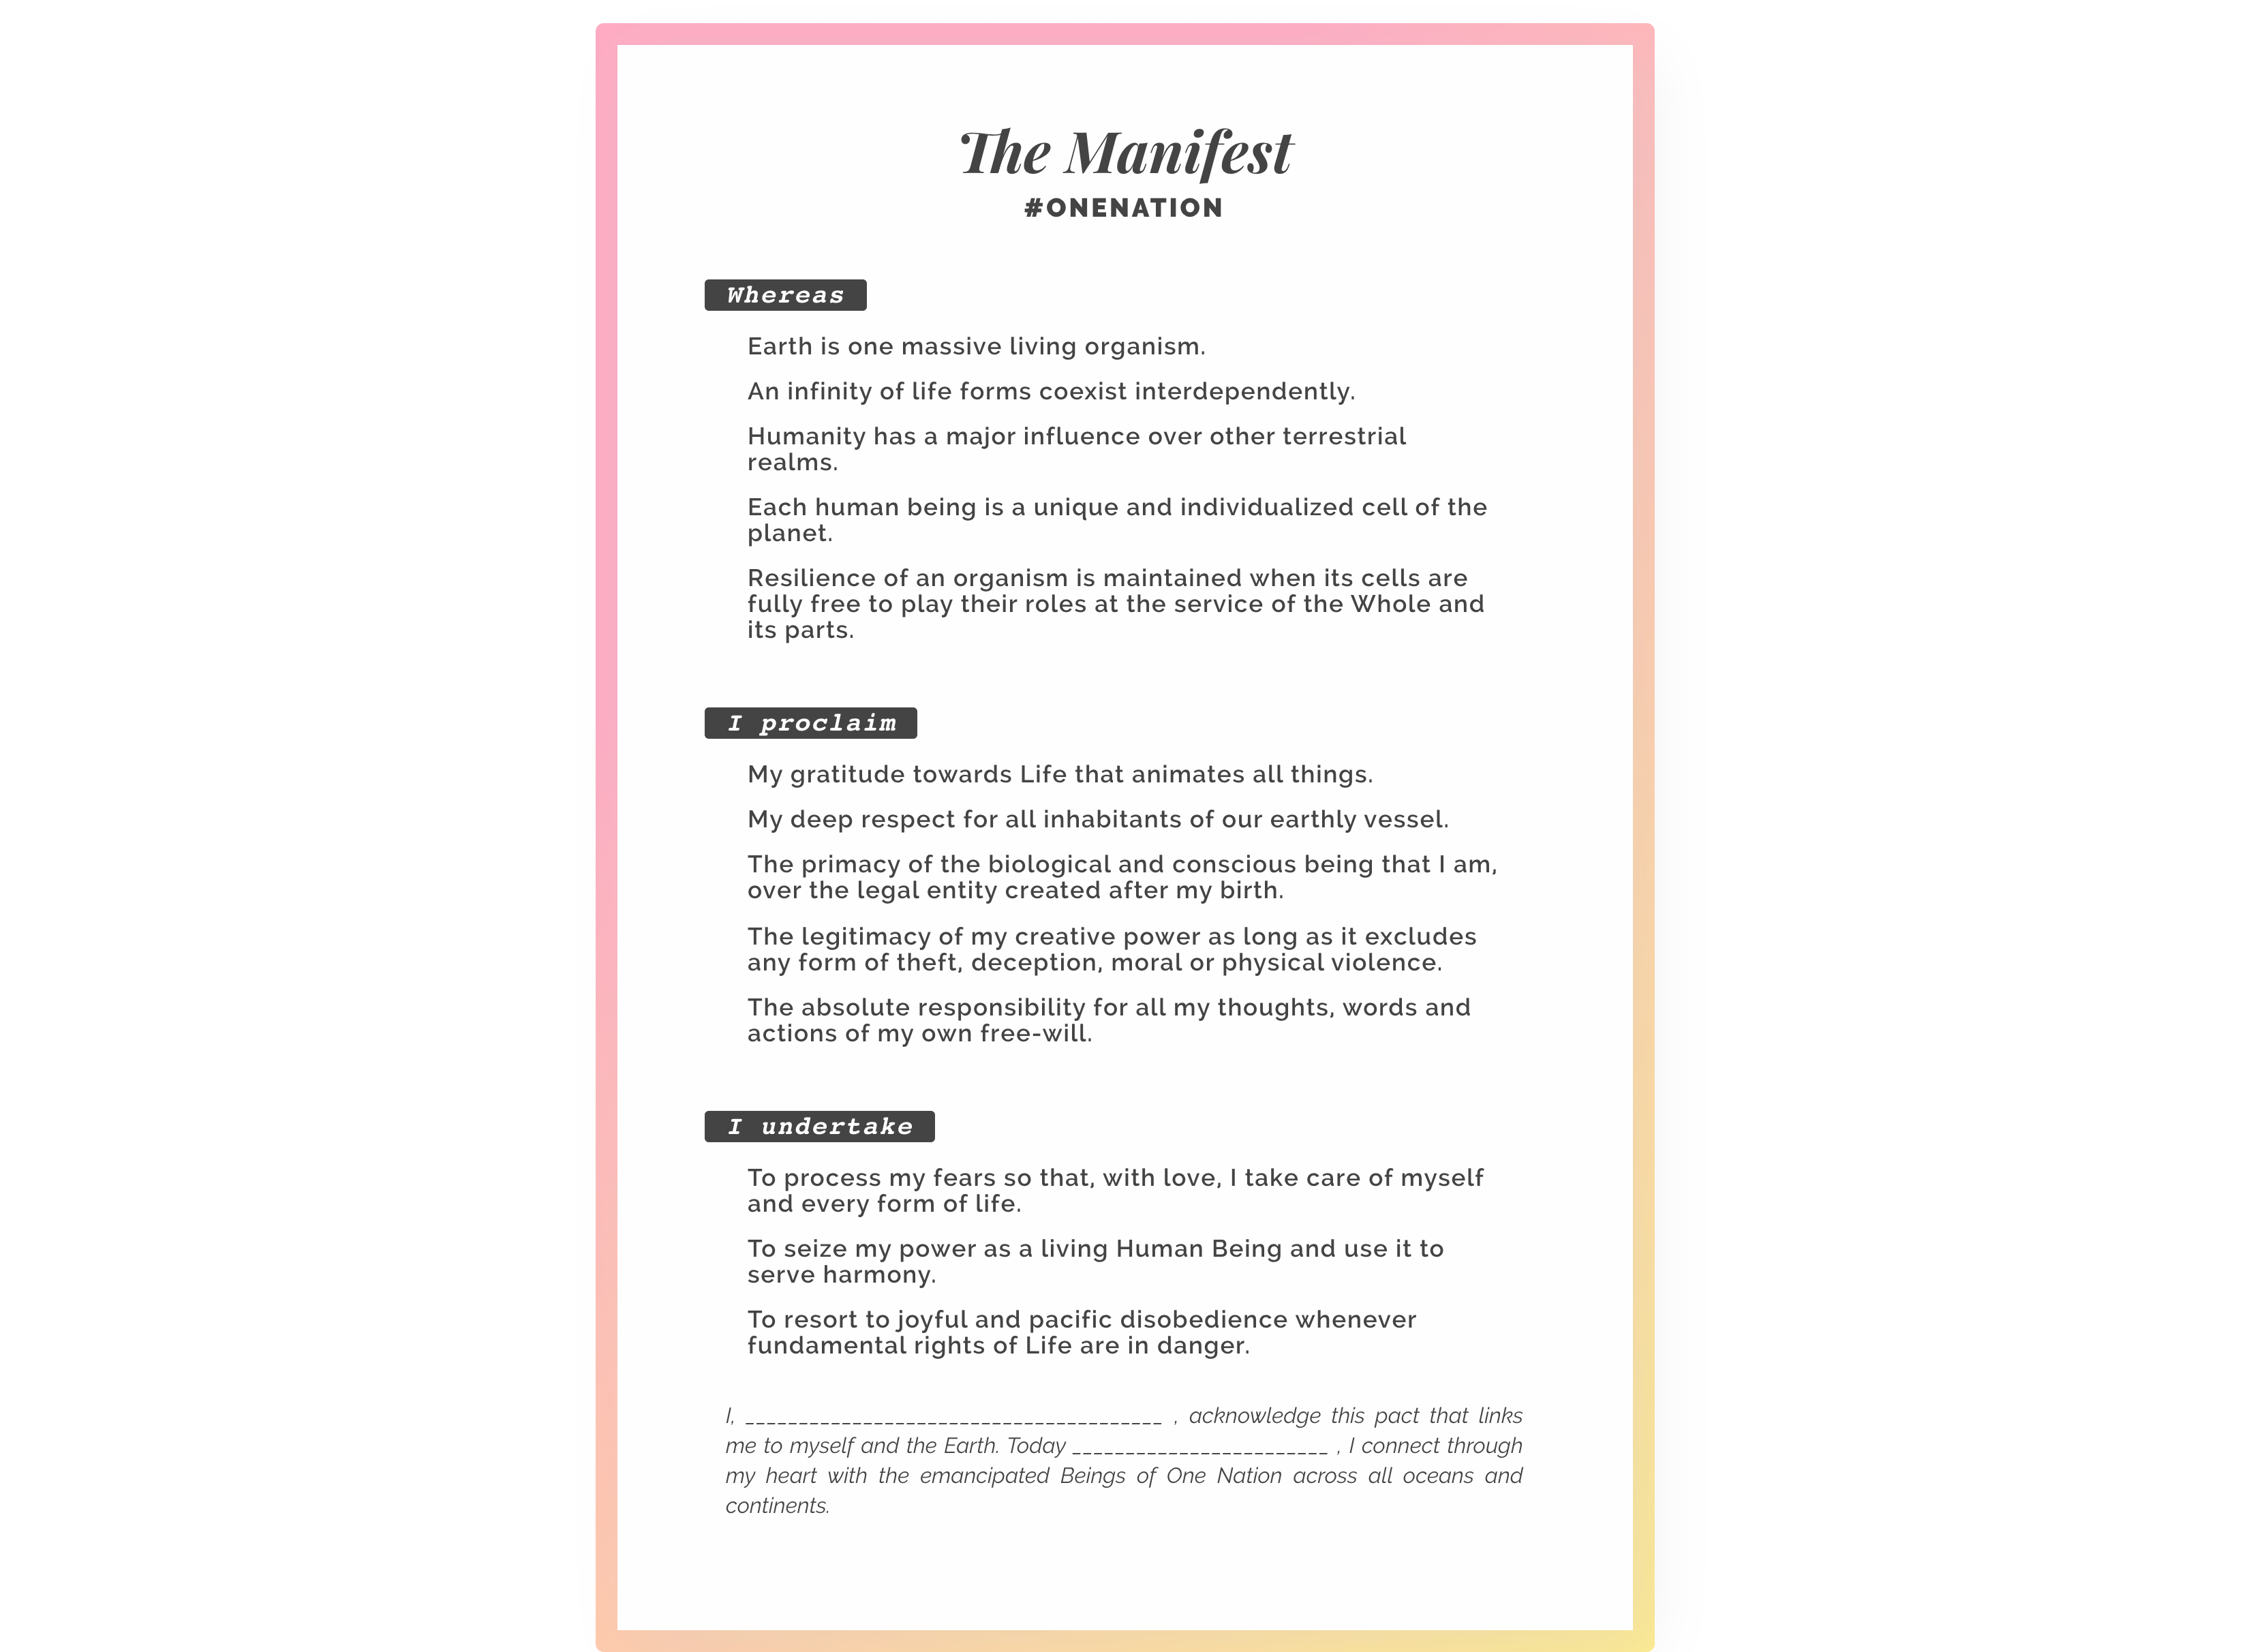 The Manifest
#ONENATION
Whereas
Earth is one massive living organism.
An infinity of life forms coexist interdependently.
Humanity has a major influence over other terrestrial
realms.
Each human being is a unique and individualized cell of the
planet.
Resilience of an organism is maintained when its cells are
fully free to play their roles at the service of the Whole and
its parts.
I proclaim
My gratitude towards Life that animates all things.
My deep respect for all inhabitants of our earthly vessel.
The primacy of the biological and conscious being that I am,
over the legal entity created after my birth.
The legitimacy of my creative power as long as it excludes
any form of theft, deception, moral or physical violence.
The absolute responsibility for all my thoughts, words and
actions of my own free-will.
I undertake
To process my fears so that, with love, I take care of myself
and every form of life.
To seize my power as a living Human Being and use it to
serve harmony.
To resort to joyful and pacific disobedience whenever
fundamental rights of Life are in danger.
I, _______________________________________ , acknowledge this pact that links
me to myself and the Earth. Today ________________________ , I connect through
my heart with the emancipated Beings of One Nation across all oceans and
continents.